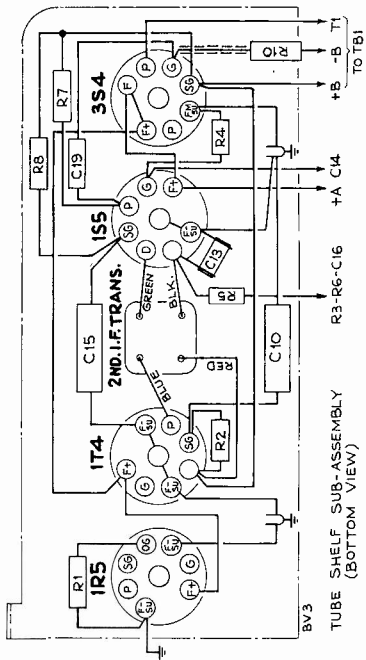 T1
-B
+B
TO TB1
R10
3S4
P
G
F
SG
F+
P
FM
SU
R7
R8
C19
R4
1S5
P
G
F+
SG
D
F-
SU
C13
C14
+A
R5
R3-R6-C16
GREEN
BLK.
2ND. I.F. TRANS.
BLUE
RED
C15
C10
1T4
F-
SU
P
F+
SG
G
F-
SU
R2
1R5
R1
OG
SG
F-
SU
P
G
F-
SU
F+
BV3
TUBE SHELF SUB-ASSEMBLY
(BOTTOM VIEW)